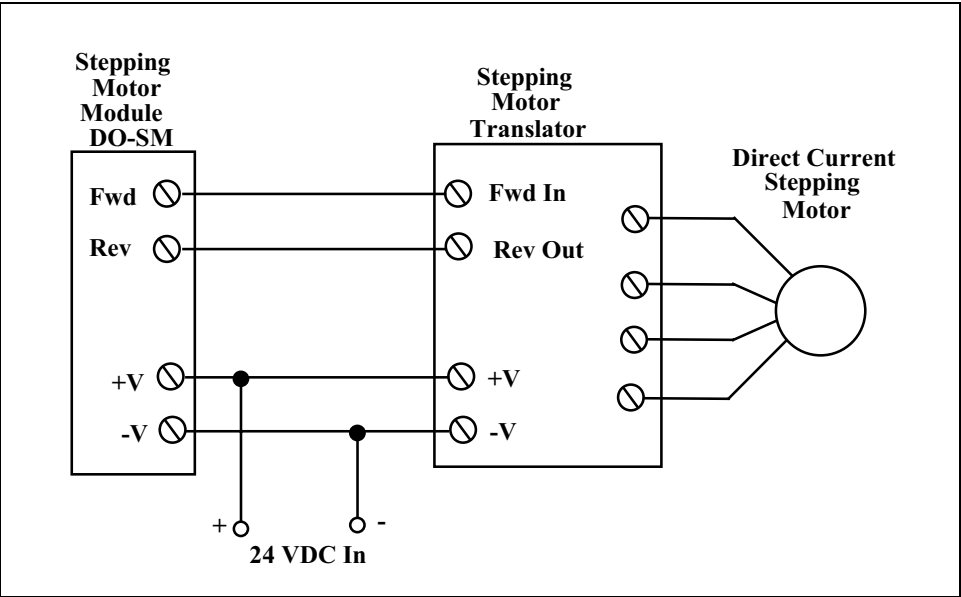 Stepping
Motor
Module
DO-SM
Fwd
Rev
+V
-V
Stepping
Motor
Translator
Fwd In
Rev Out
+V
-V
Direct Current
Stepping
Motor
+
-
24 VDC In